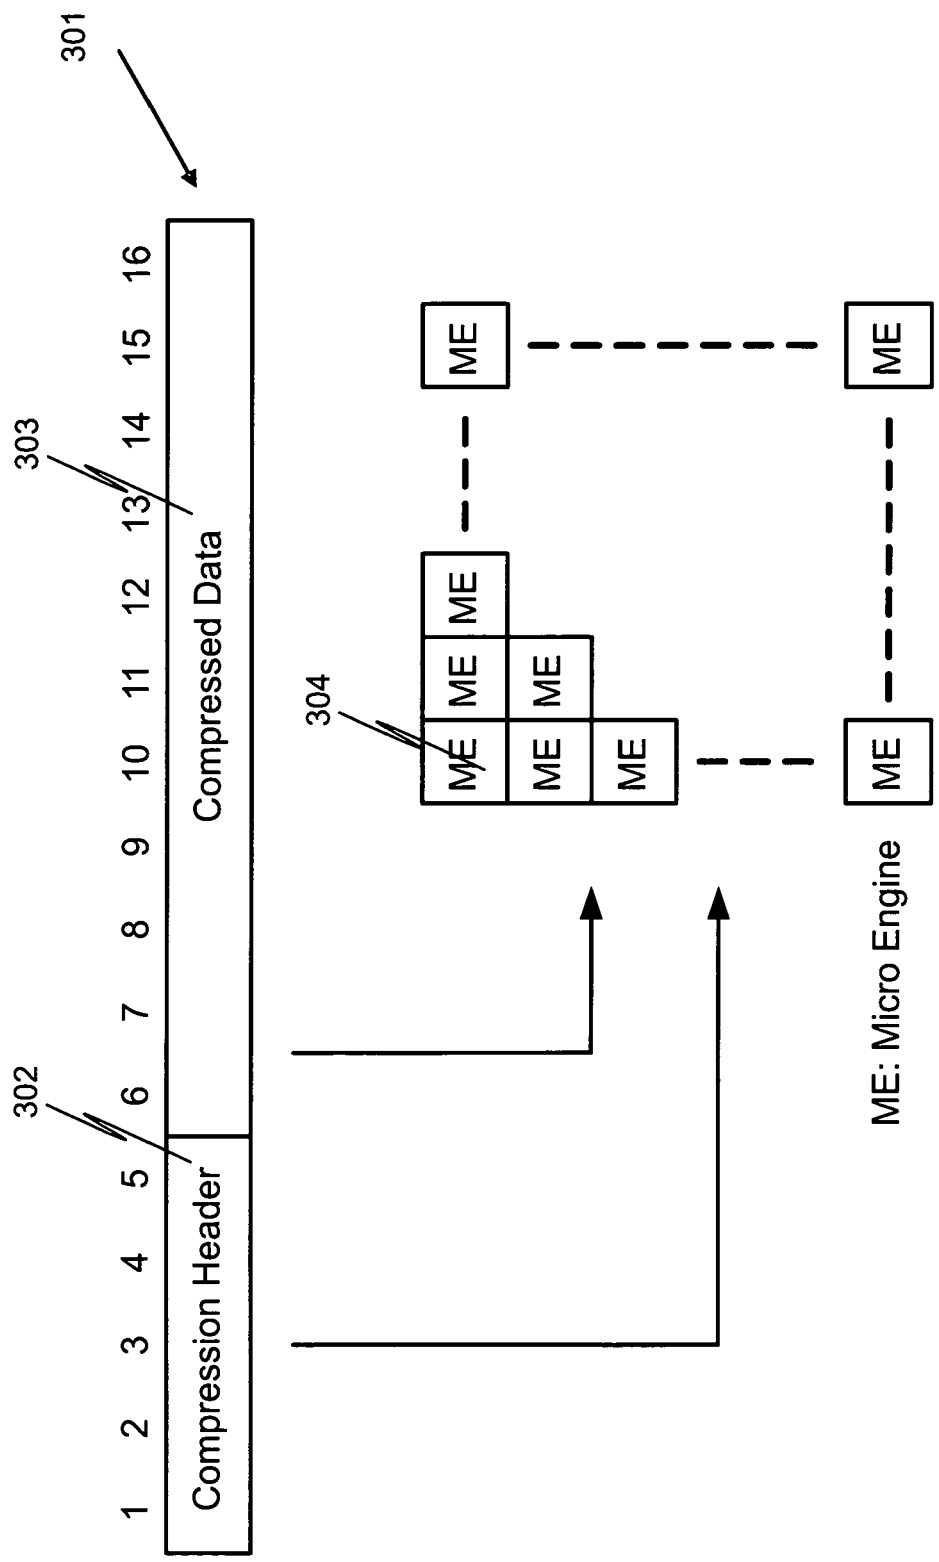 301
302
303
1 2 3 4 5 6 7 8 9 10 11 12 13 14 15 16
Compression Header
Compressed Data
304
ME ME ME ME
ME ME
ME
ME ME
ME: Micro Engine